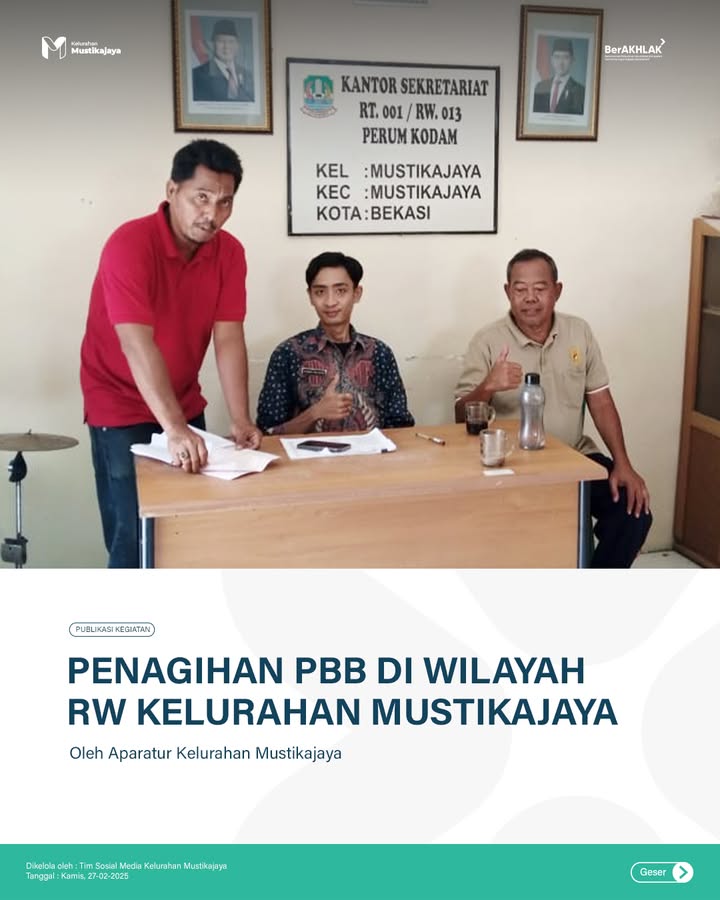 Kelurahan
Mustikajaya
BerAKHLAK
KANTOR SEKRETARIAT
RT. 001 / RW. 013
PERUM KODAM
KEL : MUSTIKAJAYA
KEC : MUSTIKAJAYA
KOTA : BEKASI
PUBLIKASI KEGIATAN
PENAGIHAN PBB DI WILAYAH
RW KELURAHAN MUSTIKAJAYA
Oleh Aparatur Kelurahan Mustikajaya
Dikelola oleh : Tim Sosial Media Kelurahan Mustikajaya
Tanggal : Kamis, 27-02-2025
Geser